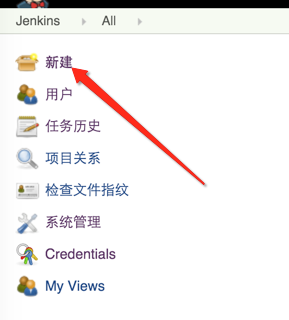 Jenkins All
新建
用户
任务历史
项目关系
检查文件指纹
系统管理
Credentials
My Views